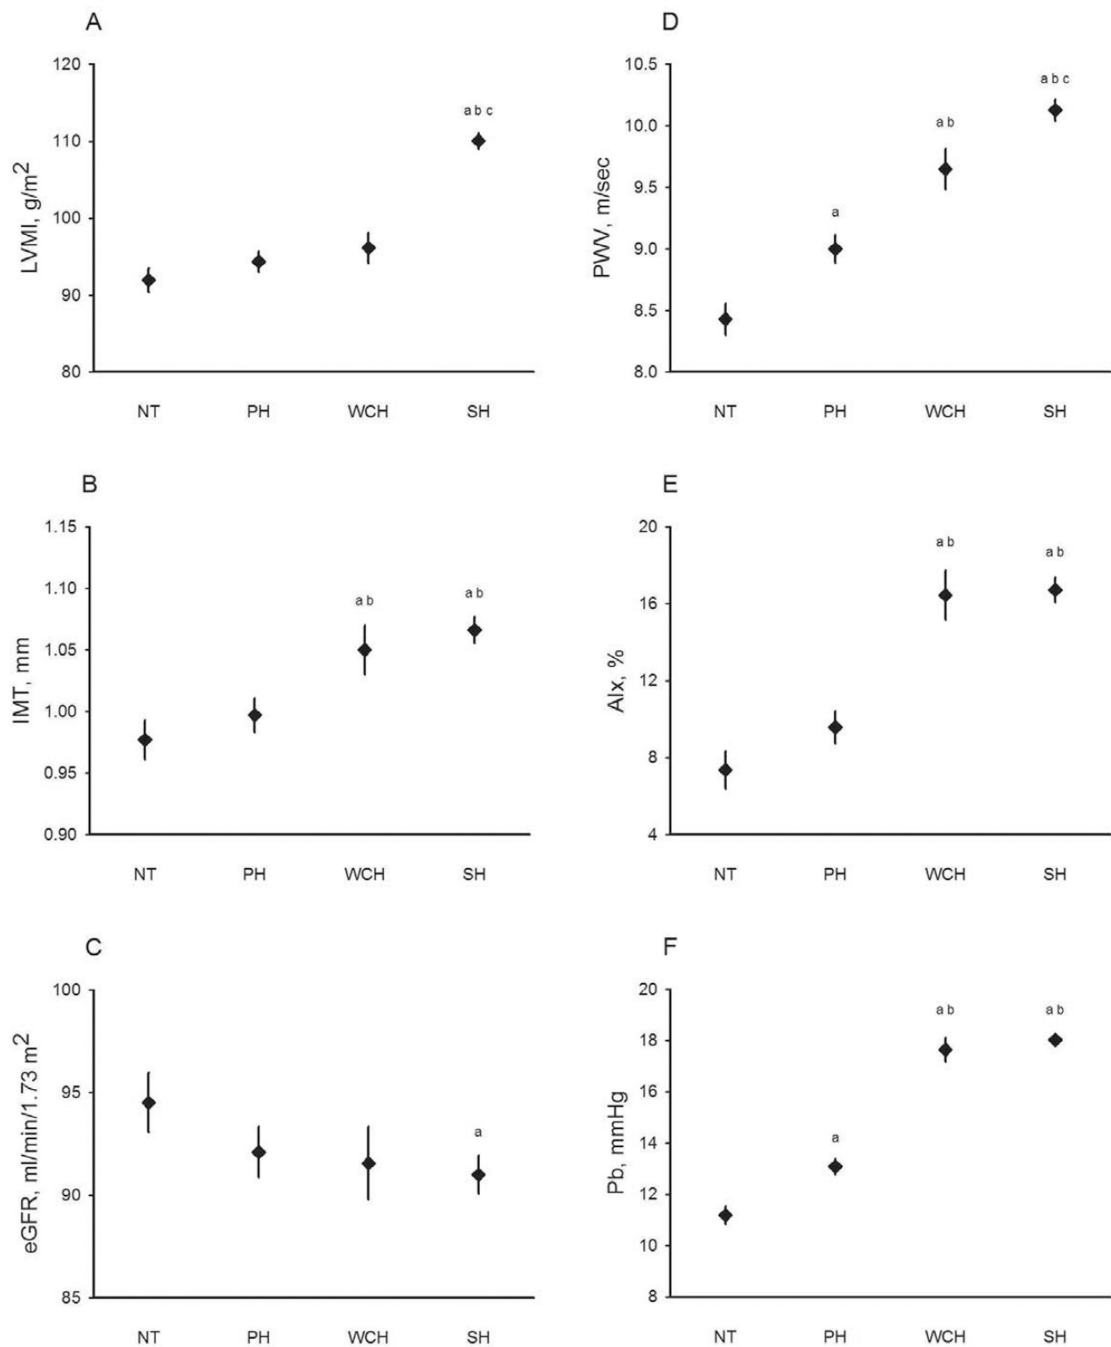 A
LVMI, g/m2
120
110
100
90
80
a b c
NT PH WCH SH
D
PWV, m/sec
10.5
10.0
9.5
9.0
8.5
8.0
a
a b
a b c
NT PH WCH SH
B
IMT, mm
1.15
1.10
1.05
1.00
0.95
0.90
a b
a b
NT PH WCH SH
E
AIx, %
20
16
12
8
4
a b
a b
NT PH WCH SH
C
eGFR, ml/min/1.73 m2
100
95
90
85
a
NT PH WCH SH
F
Pb, mmHg
20
18
16
14
12
10
8
a
a b
a b
NT PH WCH SH